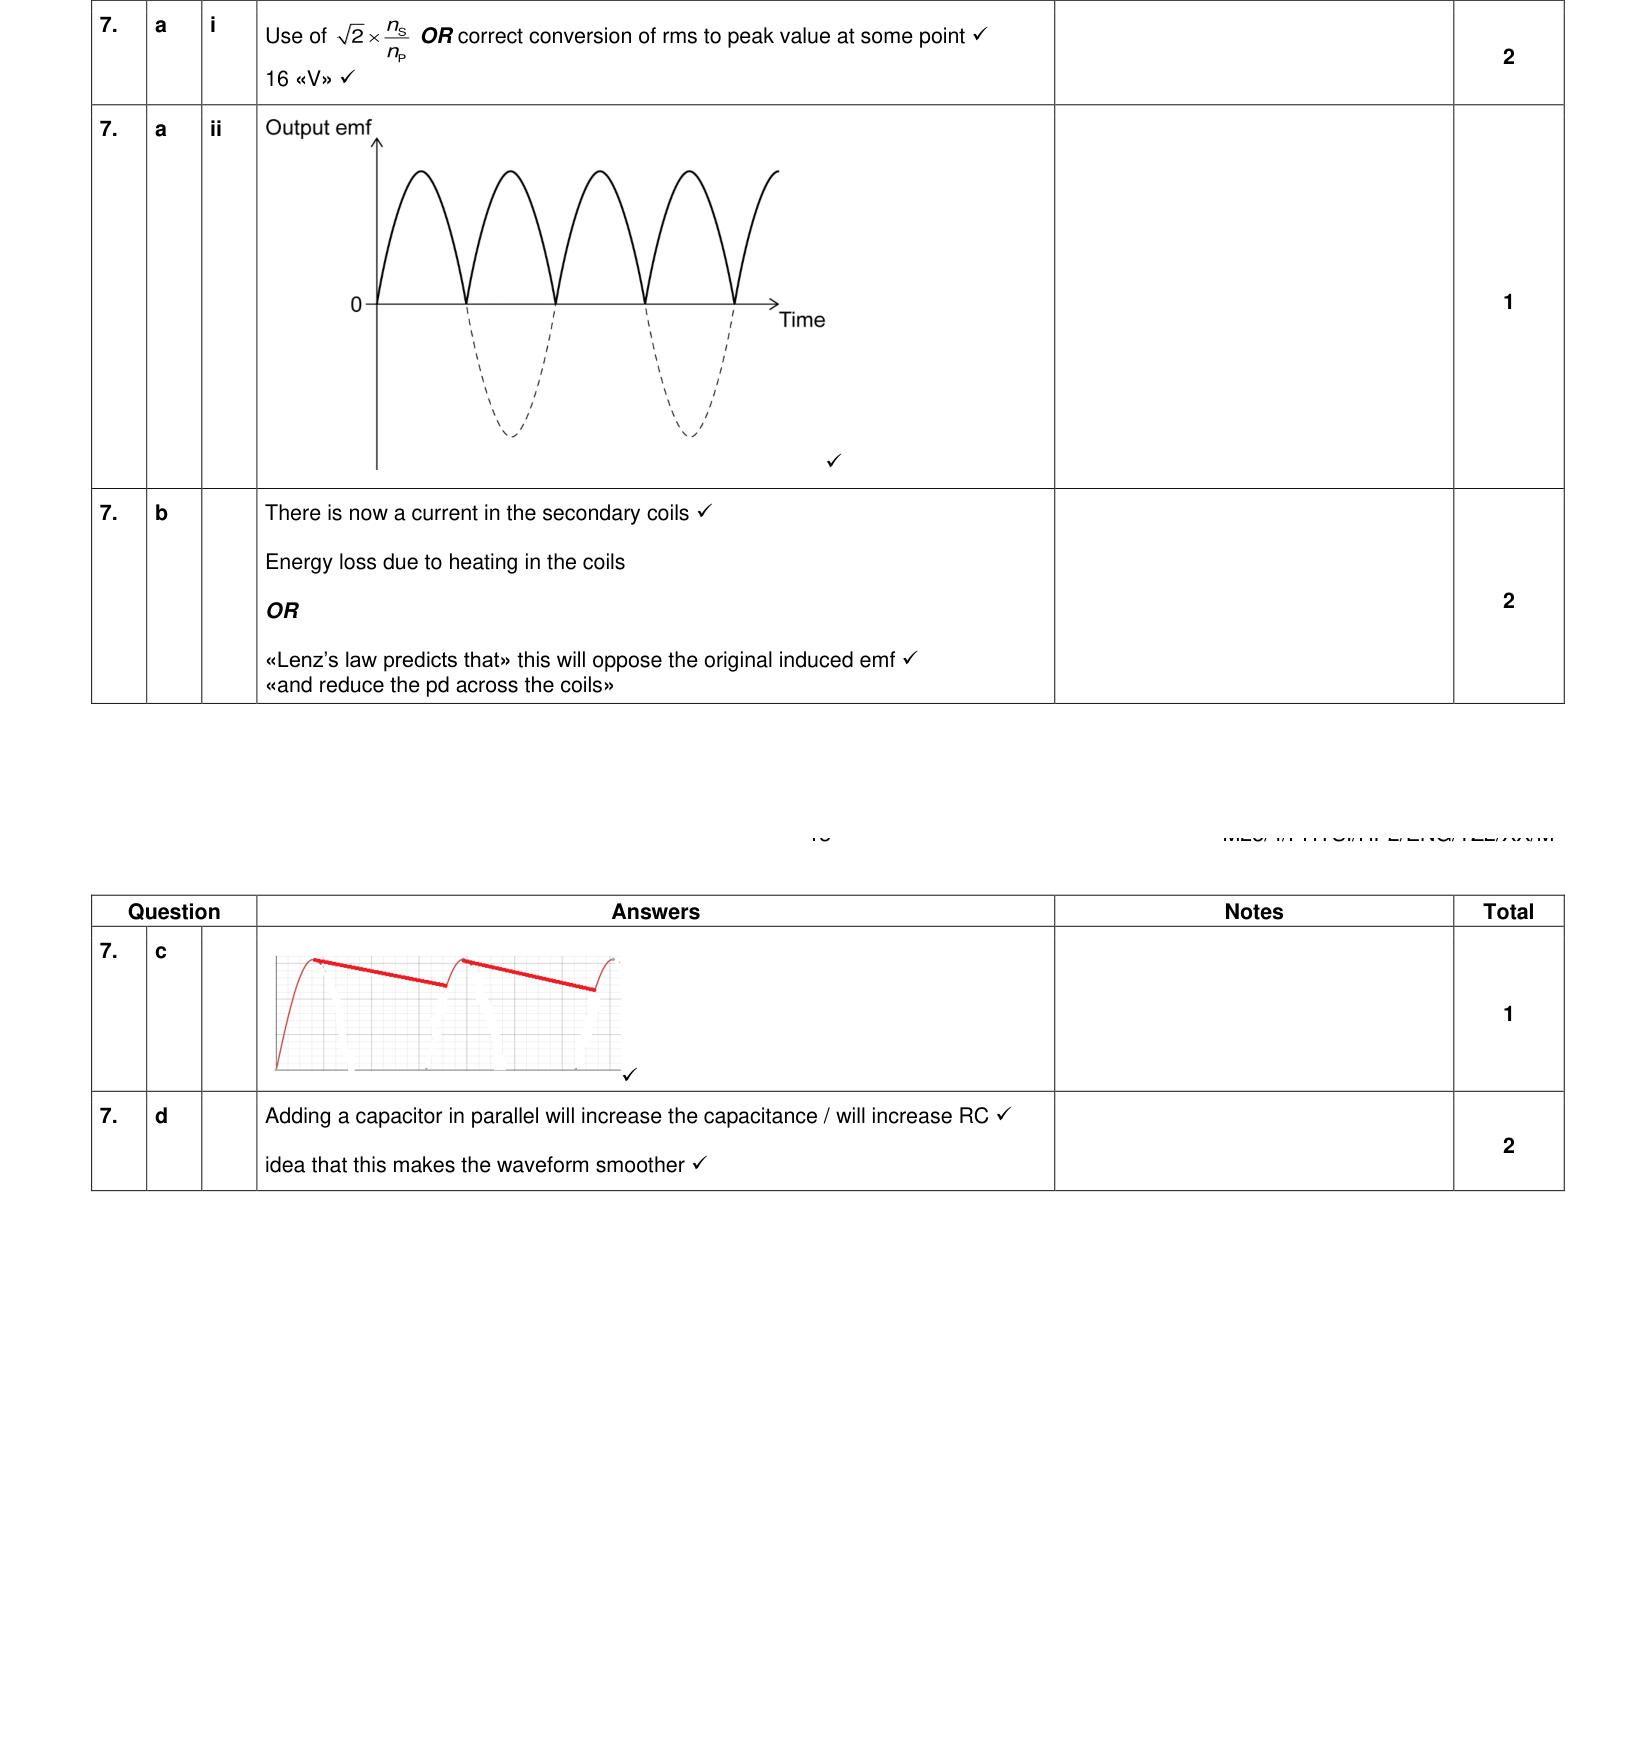 7. a i Use of √2 × nS/nP OR correct conversion of rms to peak value at some point ✓
16 «V» ✓
2
7. a ii Output emf
0
Time
✓
1
7. b There is now a current in the secondary coils ✓
Energy loss due to heating in the coils
OR
2
«Lenz’s law predicts that» this will oppose the original induced emf ✓
«and reduce the pd across the coils»
Question Answers Notes Total
7. c
✓
1
7. d Adding a capacitor in parallel will increase the capacitance / will increase RC ✓
2
idea that this makes the waveform smoother ✓